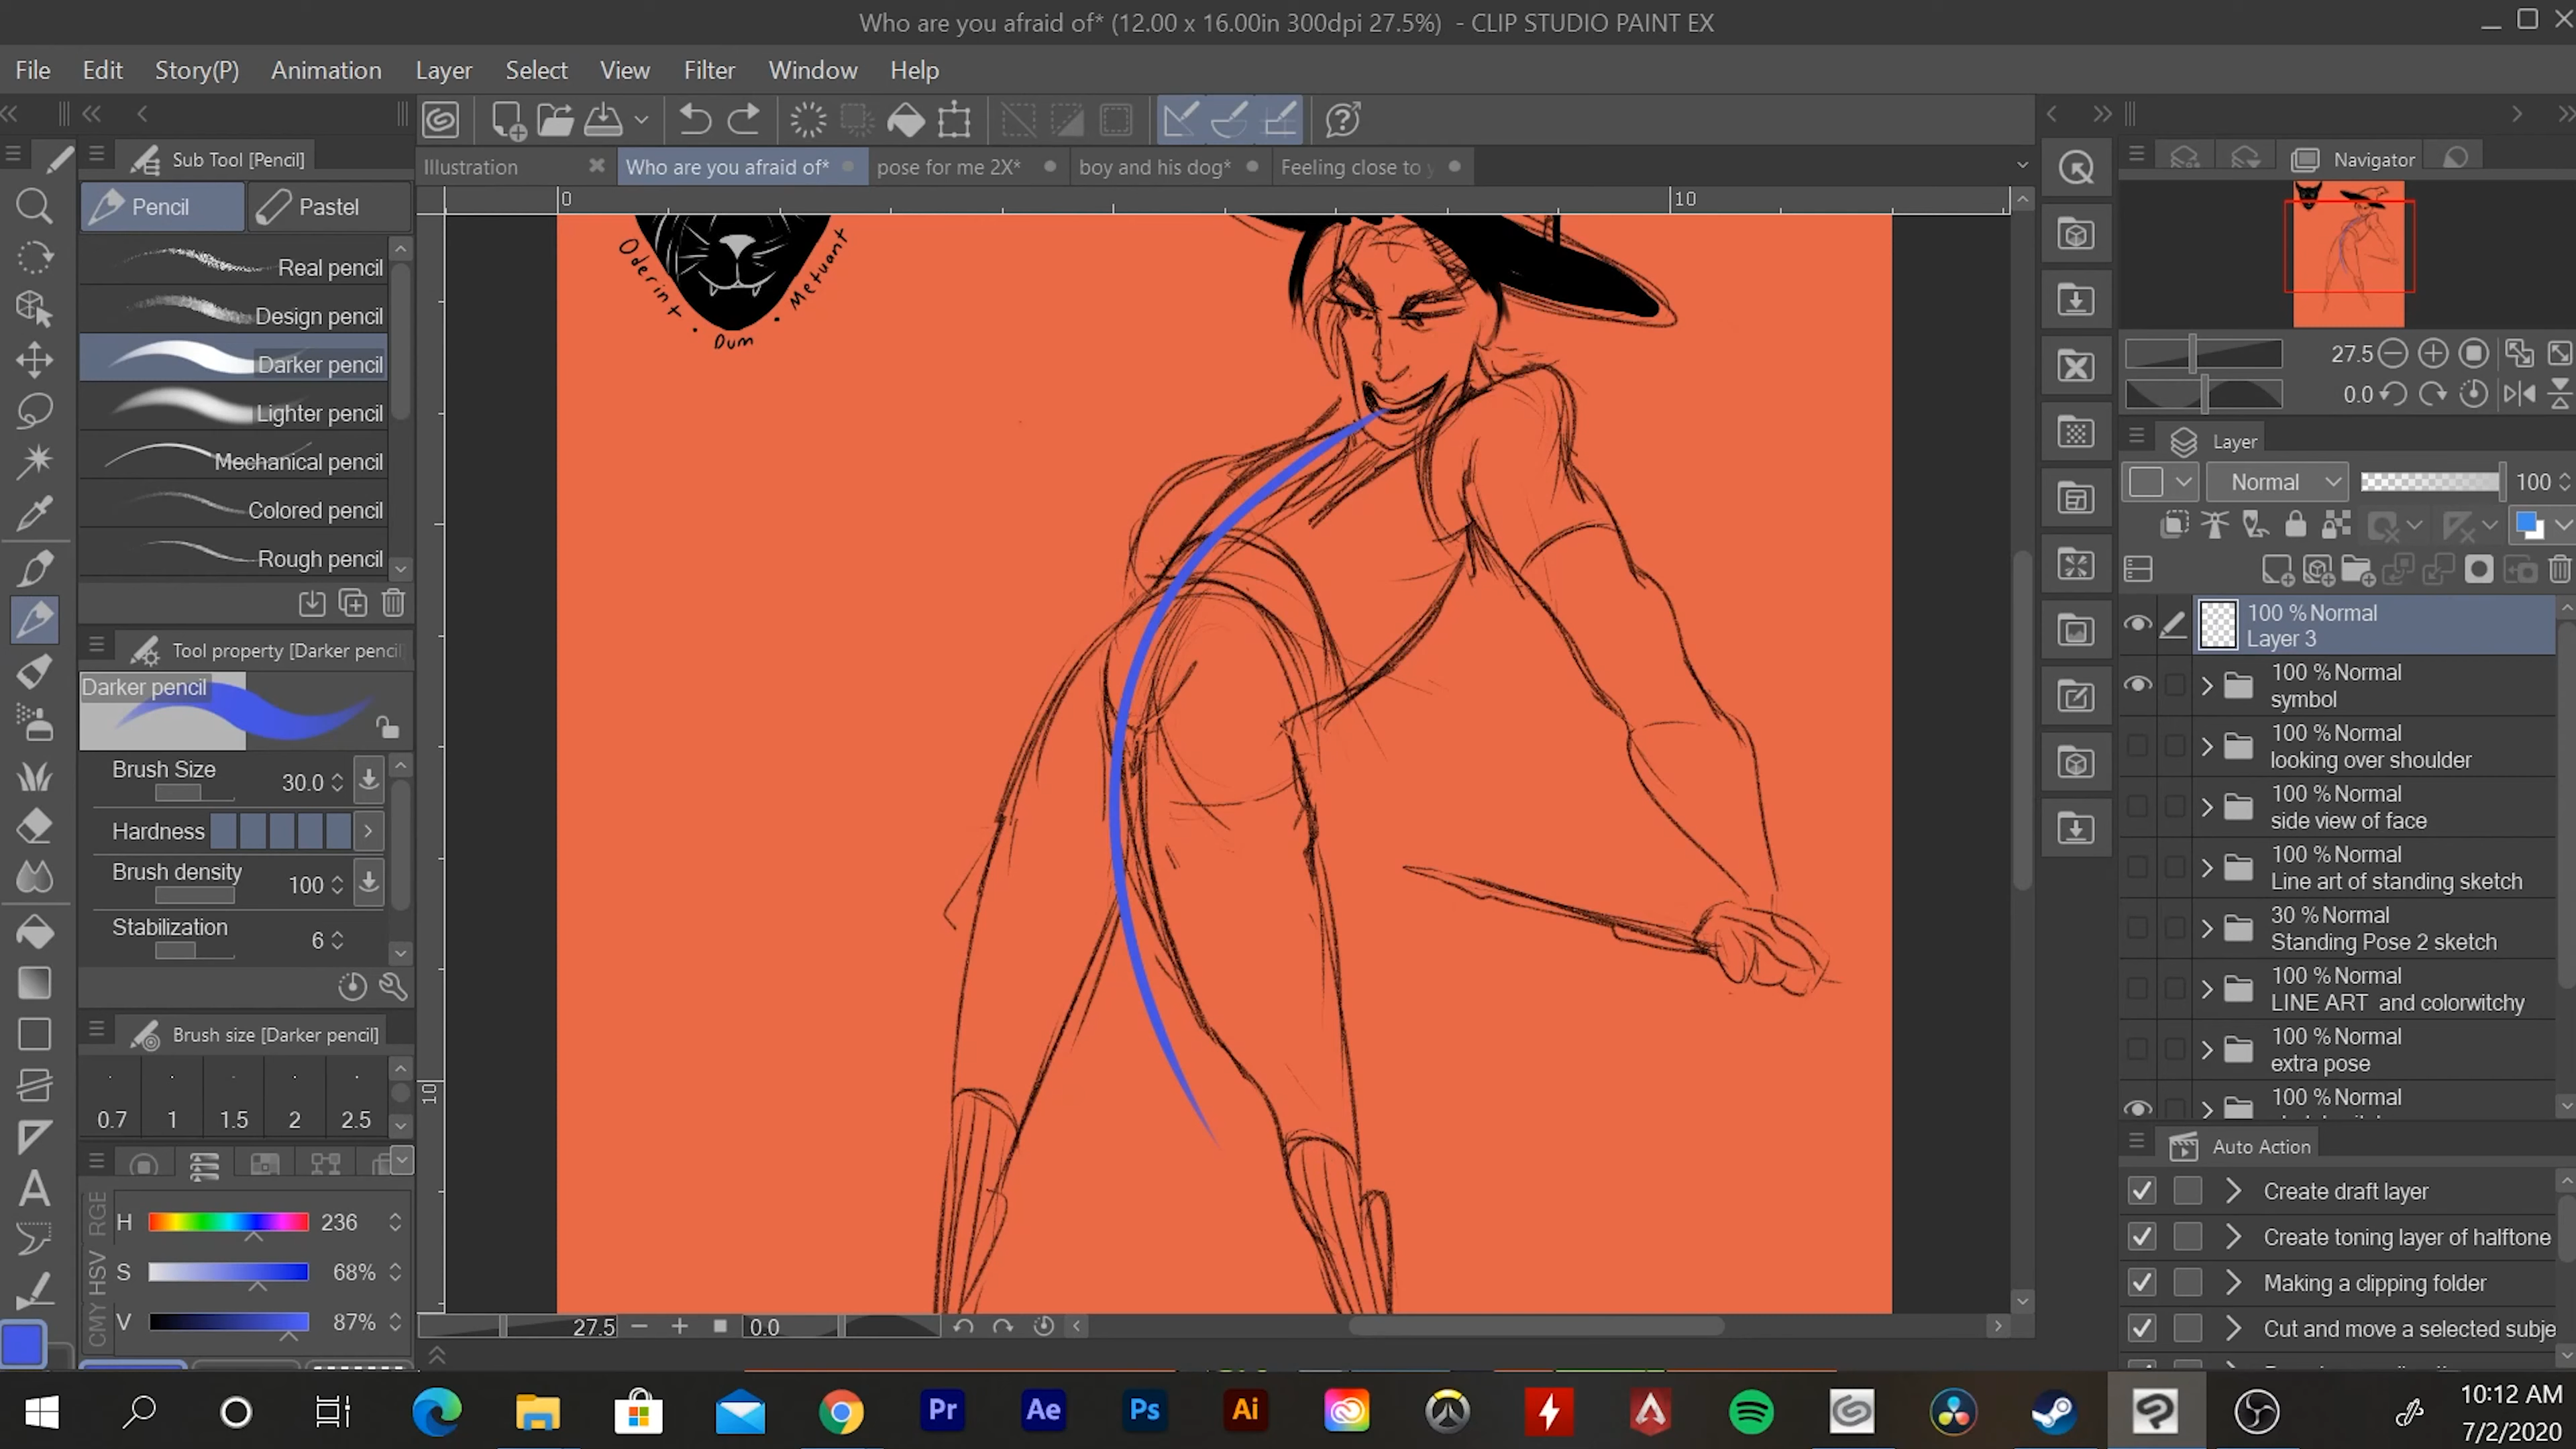 Who are you afraid of* (12.00 x 16.00in 300dpi 27.5%) - CLIP STUDIO PAINT EX
File Edit Story(P) Animation Layer Select View Filter Window Help
Sub Tool [Pencil]
Pencil Pastel
Real pencil
Design pencil
Darker pencil
Lighter pencil
Mechanical pencil
Colored pencil
Rough pencil
Tool property [Darker pencil
Darker pencil
Brush Size 30.0
Hardness
Brush density 100
Stabilization 6
Brush size [Darker pencil]
0.7 1 1.5 2 2.5
RGE
HSV
CMY
H 236
S 68%
V 87%
Illustration Who are you afraid of* pose for me 2X* boy and his dog* Feeling close to
0 10
10
Oderint • Dum • Metuant
27.5 0.0
Navigator
27.5
0.0
Layer
Normal 100
100 %Normal
Layer 3
100 %Normal
symbol
100 %Normal
looking over shoulder
100 %Normal
side view of face
100 %Normal
Line art of standing sketch
30 %Normal
Standing Pose 2 sketch
100 %Normal
LINE ART and colorwitchy
100 %Normal
extra pose
100 %Normal
Auto Action
Create draft layer
Create toning layer of halftone
Making a clipping folder
Cut and move a selected subje
Pr Ae Ps Ai
10:12 AM
7/2/2020